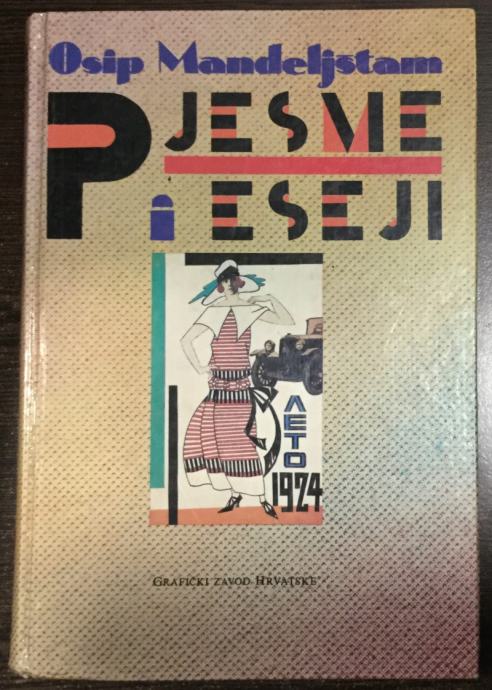 Osip Mandeljstam
PJESME
i ESEJI
ЛЕТО
1924
GRAFIČKI ZAVOD HRVATSKE